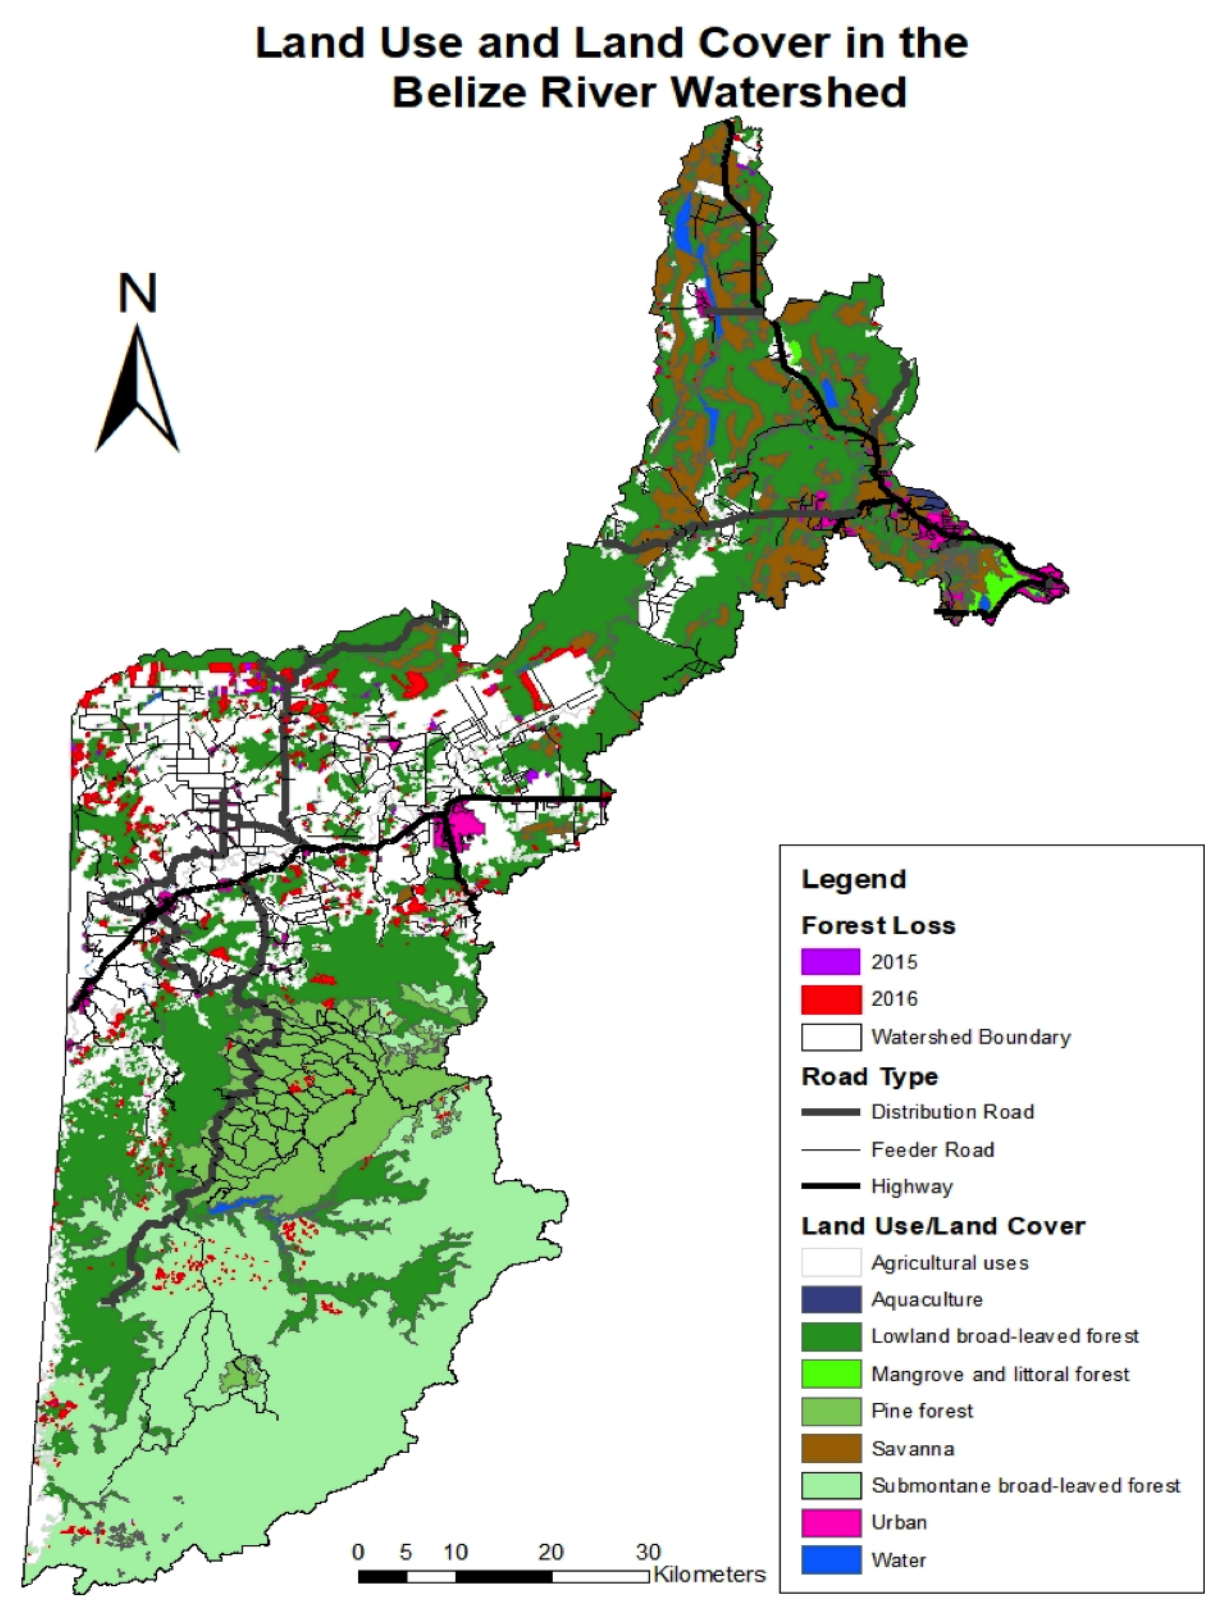 Land Use and Land Cover in the
Belize River Watershed
N
Legend
Forest Loss
2015
2016
Watershed Boundary
Road Type
Distribution Road
Feeder Road
Highway
Land Use/Land Cover
Agricultural uses
Aquaculture
Lowland broad-leaved forest
Mangrove and littoral forest
Pine forest
Savanna
Submontane broad-leaved forest
Urban
Water
0 5 10 20 30
Kilometers